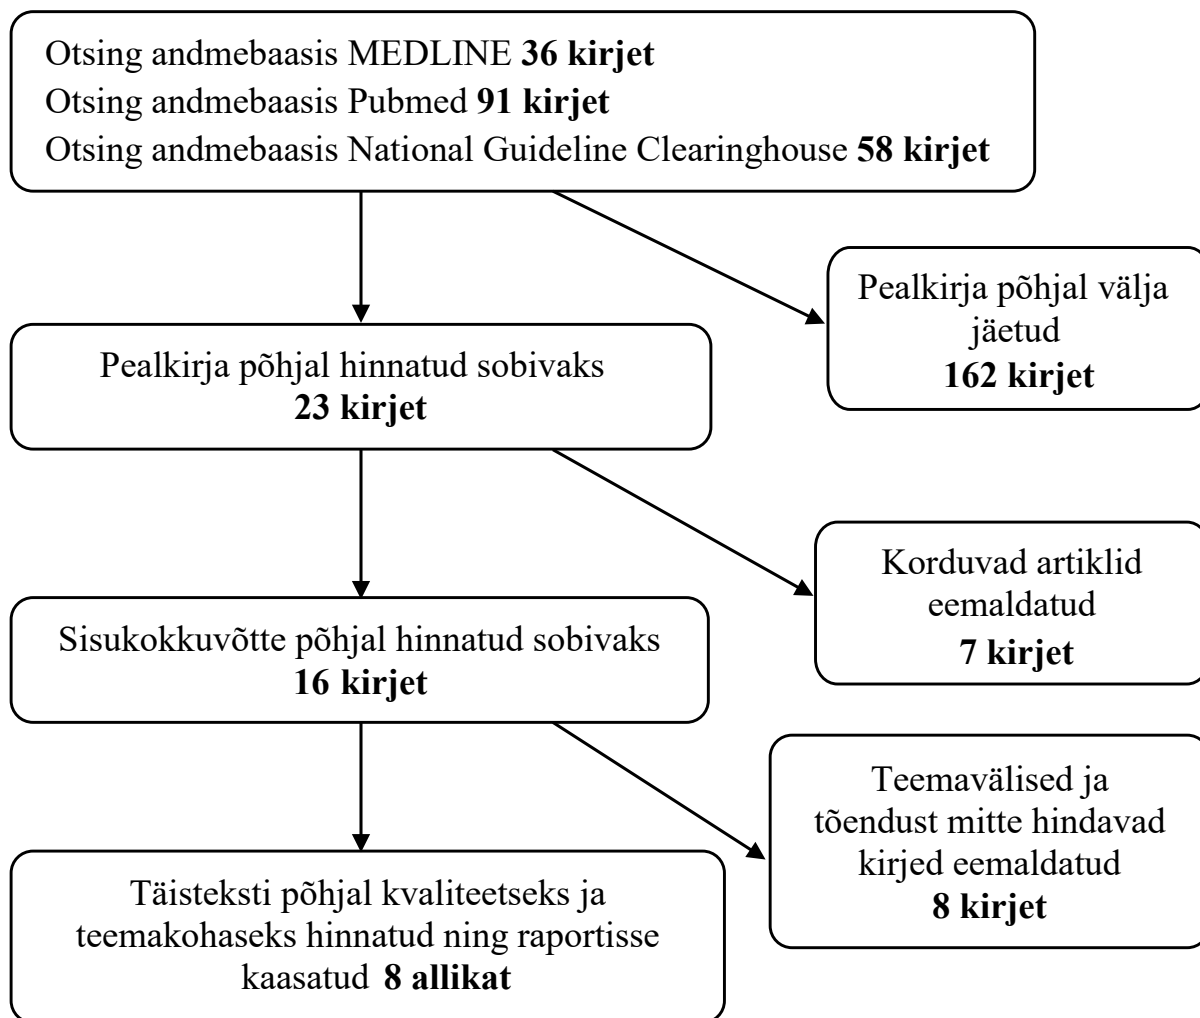 Otsing andmebaasis MEDLINE 36 kirjet
Otsing andmebaasis Pubmed 91 kirjet
Otsing andmebaasis National Guideline Clearinghouse 58 kirjet
Pealkirja põhjal välja
jäetud
162 kirjet
Pealkirja põhjal hinnatud sobivaks
23 kirjet
Korduvad artiklid
eemaldatud
7 kirjet
Sisukokkuvõtte põhjal hinnatud sobivaks
16 kirjet
Teemavälised ja
tõendust mitte hindavad
kirjed eemaldatud
8 kirjet
Täisteksti põhjal kvaliteetseks ja
teemakohaseks hinnatud ning raportisse
kaasatud 8 allikat